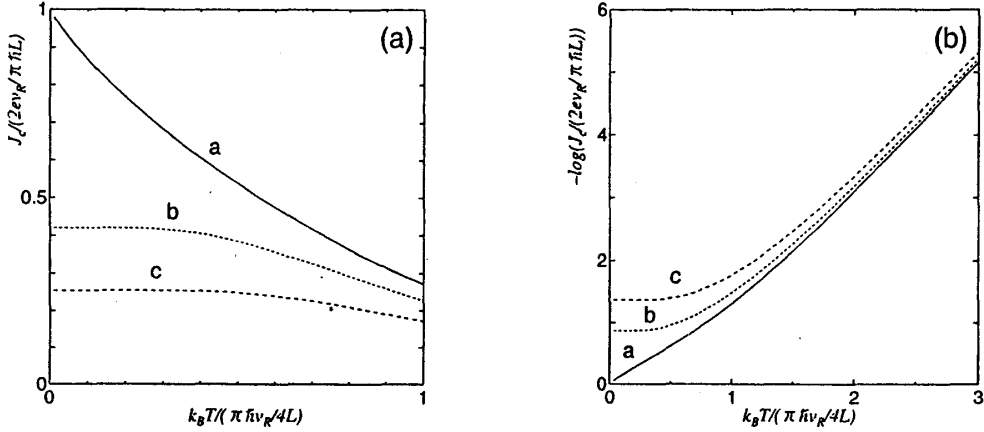 1
(a)
a
0.5
b
c
0
0
1
J_c/(2ev_R/πℏL)
k_BT/(πℏv_R/4L)
6
(b)
4
2
c
b
a
0
0
1
2
3
-log(J_c/(2ev_R/πℏL))
k_BT/(πℏv_R/4L)